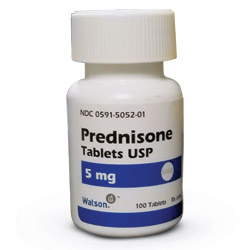 NDC 0591-5052-01
Prednisone
Tablets USP
5 mg
Watson
100 Tablets